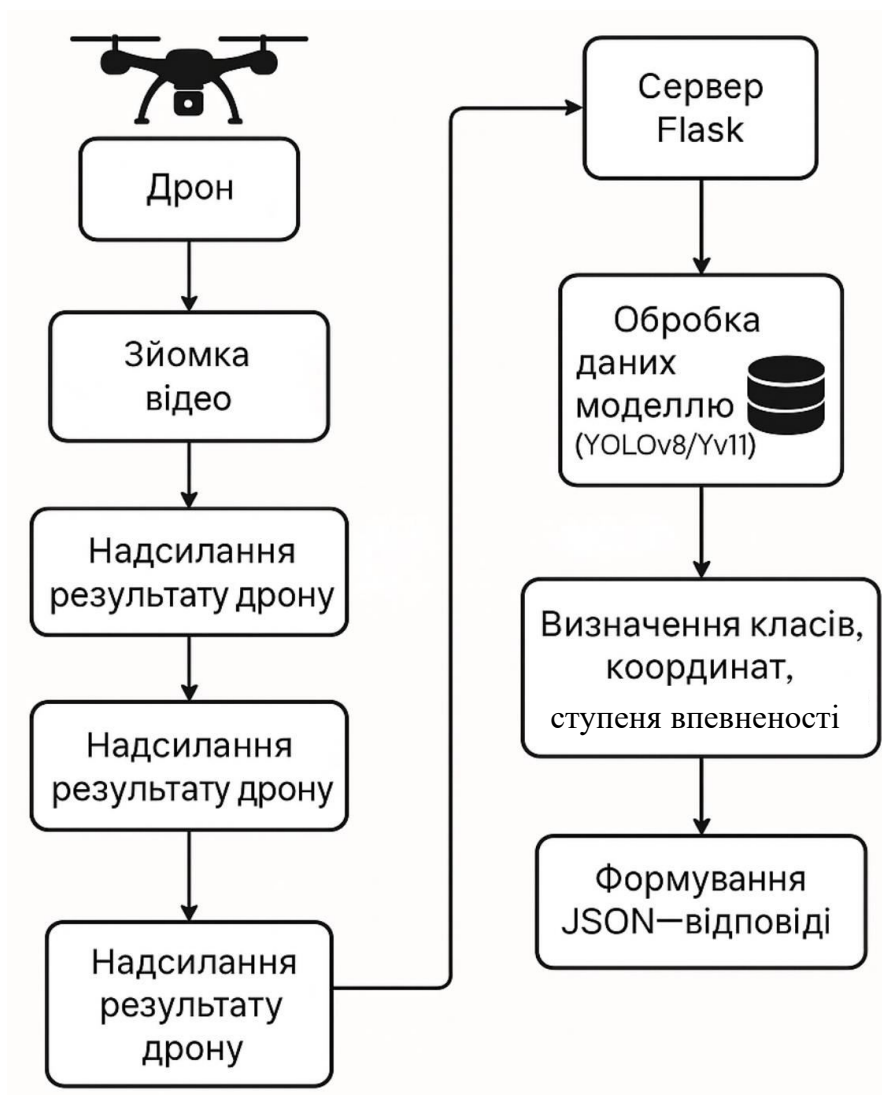 Дрон
Зйомка
відео
Надсилання
результату дрону
Надсилання
результату дрону
Надсилання
результату
дрону
Сервер
Flask
Обробка
даних
моделлю
(YOLOv8/Yv11)
Визначення класів,
координат,
ступеня впевненості
Формування
JSON—відповіді